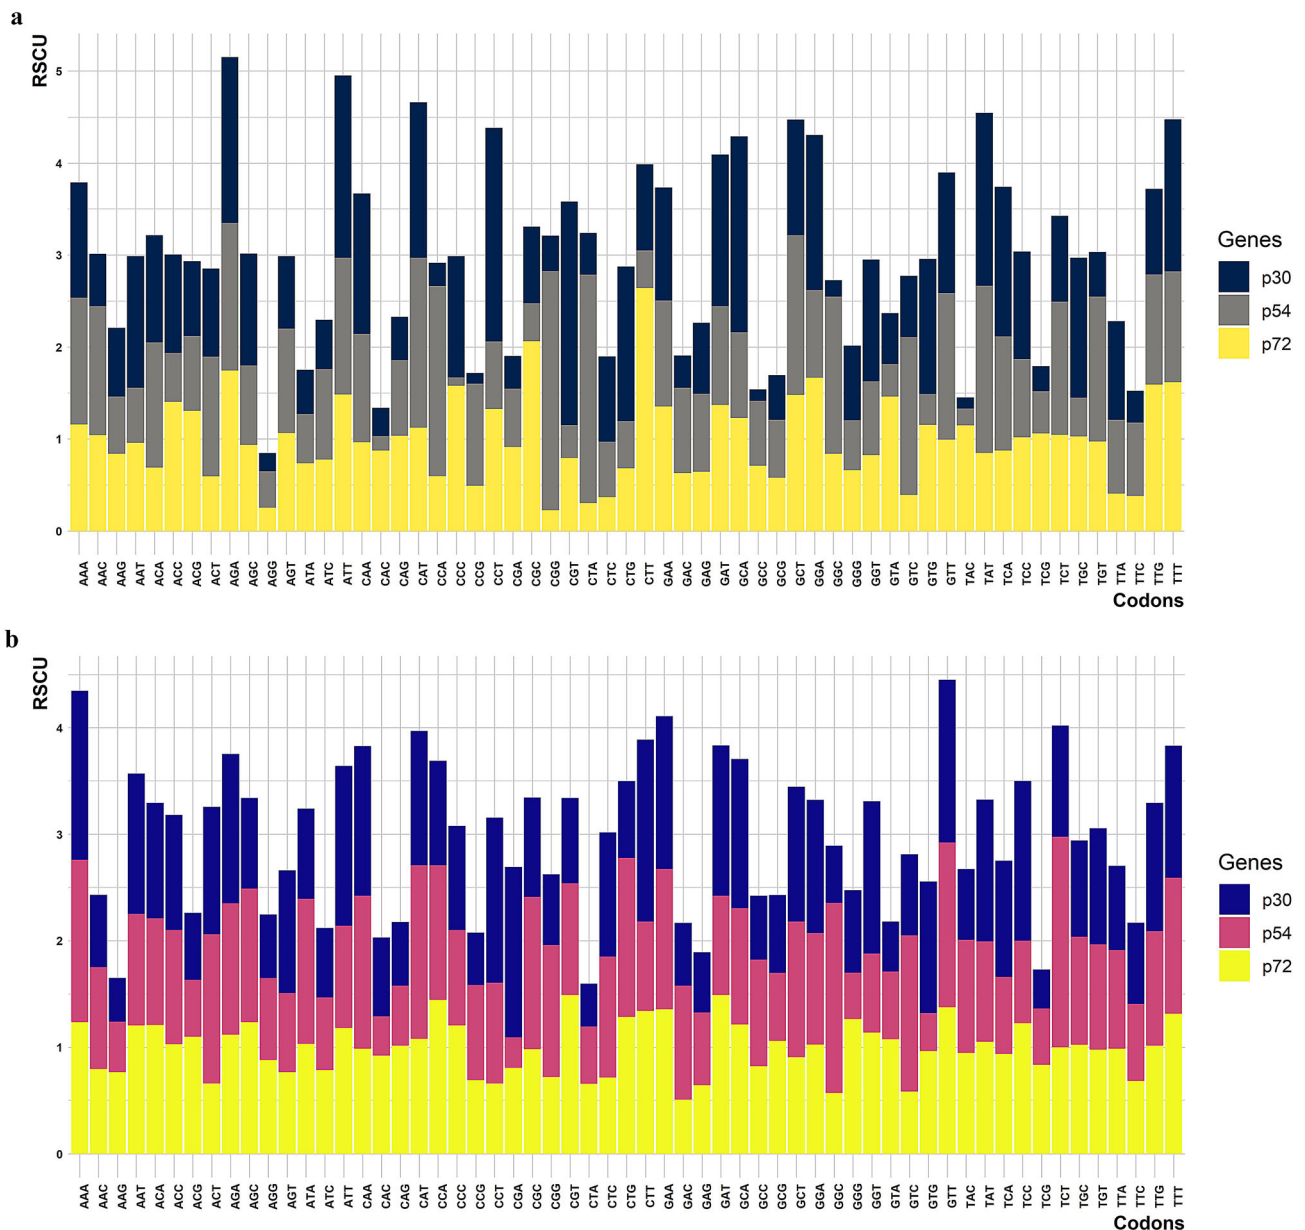 a
RSCU
5
4
3
2
1
0
AAA AAC AAG AAT ACA ACC ACG ACT AGA AGC AGG AGT ATA ATC ATT CAA CAC CAG CAT CCA CCC CCG CCT CGA CGC CGG CGT CTA CTC CTG CTT GAA GAC GAG GAT GCA GCC GCG GCT GGA GGC GGG GGT GTA GTC GTG GTT TAC TAT TCA TCC TCG TCT TGC TGT TTA TTC TTG TTT
Codons
Genes
p30
p54
p72
b
RSCU
4
3
2
1
0
AAA AAC AAG AAT ACA ACC ACG ACT AGA AGC AGG AGT ATA ATC ATT CAA CAC CAG CAT CCA CCC CCG CCT CGA CGC CGG CGT CTA CTC CTG CTT GAA GAC GAG GAT GCA GCC GCG GCT GGA GGC GGG GGT GTA GTC GTG GTT TAC TAT TCA TCC TCG TCT TGC TGT TTA TTC TTG TTT
Codons
Genes
p30
p54
p72